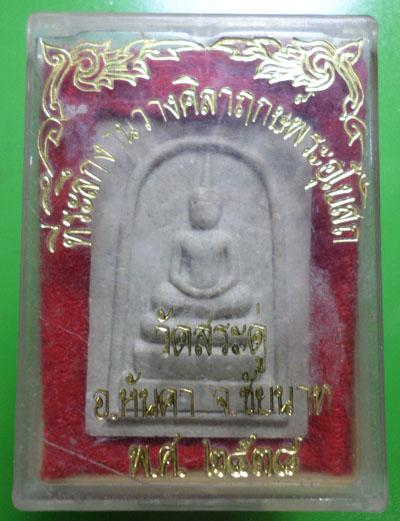 ที่ระลึกงานวางศิลาฤกษ์พระอุโบสถ
วัดสระดู่
อ.หันคา จ.ชัยนาท
พ.ศ. ๒๕๓๘